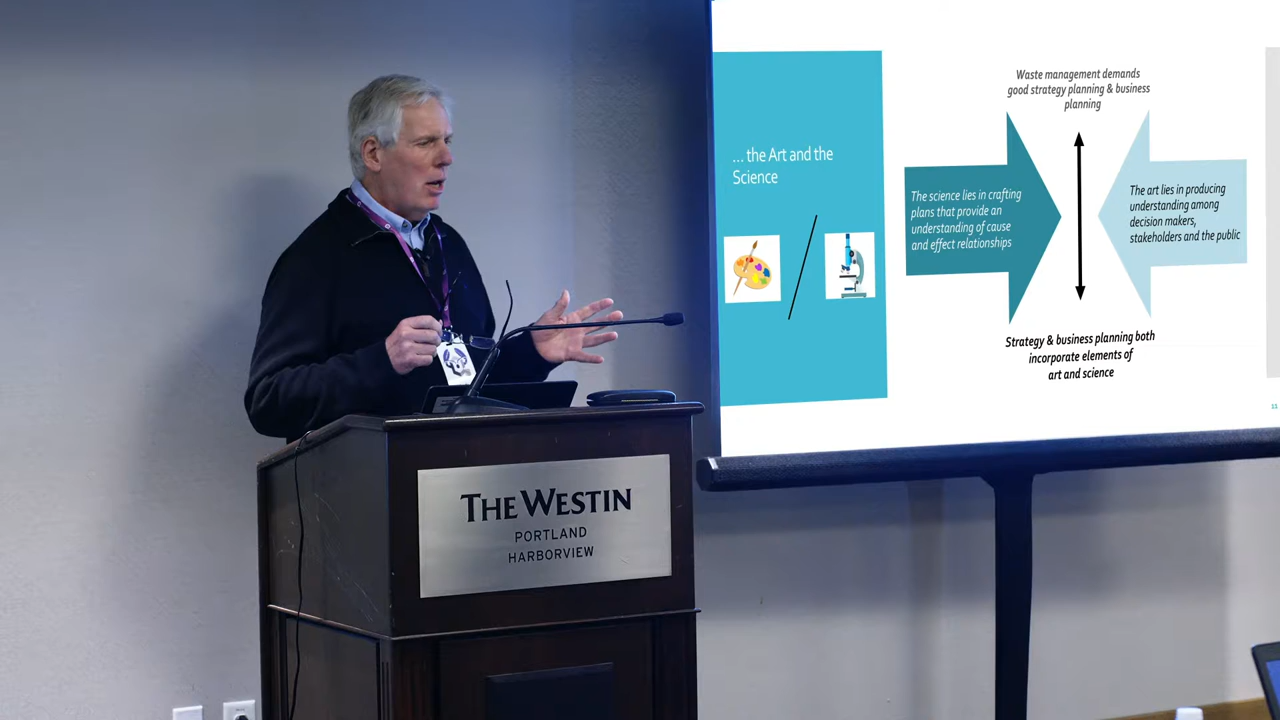 ... the Art and the
Science
Waste management demands
good strategy planning & business
planning
The science lies in crafting
plans that provide an
understanding of cause
and effect relationships
The art lies in producing
understanding among
decision makers,
stakeholders and the public
Strategy & business planning both
incorporate elements of
art and science
11
THE WESTIN
PORTLAND
HARBORVIEW